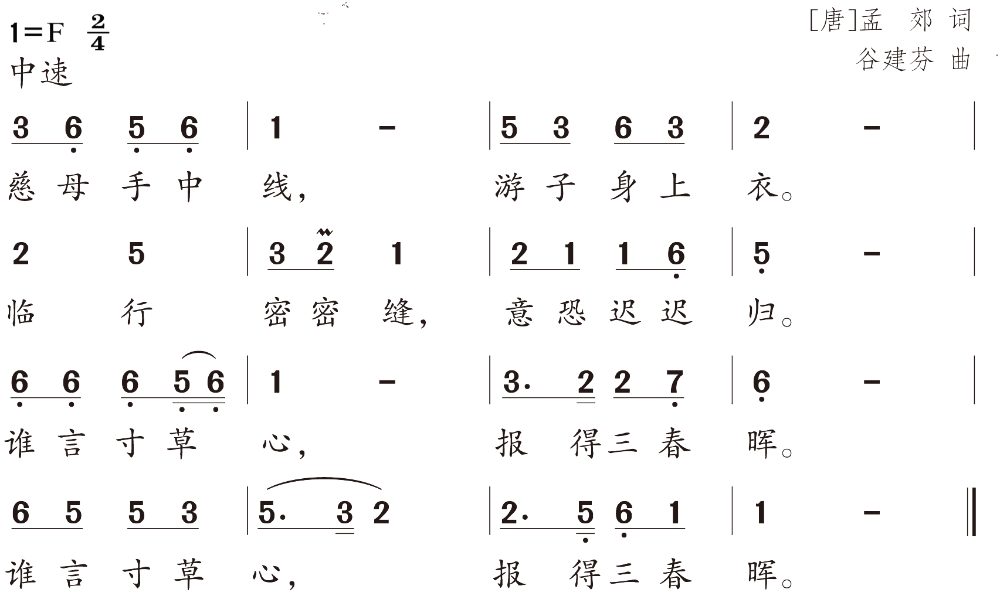 1=F 2/4
[唐]孟 郊 词
中速
谷建芬 曲
3 6̣ 5̣ 6̣ | 1 - | 5 3 6 3 | 2 - |
慈 母 手 中 线， 游 子 身 上 衣。
2 5 | 3 2 1 | 2 1 1 6̣ | 5̣ - |
临 行 密 密 缝， 意 恐 迟 迟 归。
6̣ 6̣ 6̣ 5̣ 6̣ | 1 - | 3. 2 2 7̣ | 6̣ - |
谁 言 寸 草 心， 报 得 三 春 晖。
6 5 5 3 | 5. 3 2 | 2. 5̣ 6̣ 1 | 1 - ‖
谁 言 寸 草 心， 报 得 三 春 晖。